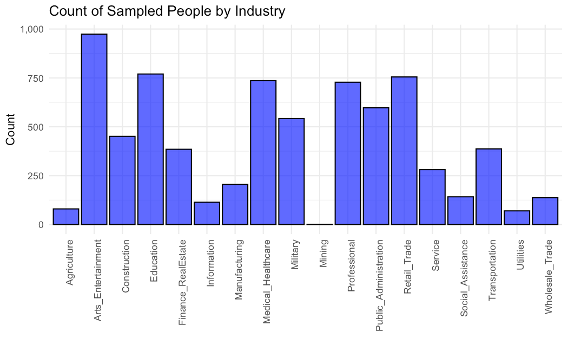 Count of Sampled People by Industry
1,000
750
500
250
0
Count
Agriculture
Arts_Entertainment
Construction
Education
Finance_RealEstate
Information
Manufacturing
Medical_Healthcare
Military
Mining
Professional
Public_Administration
Retail_Trade
Service
Social_Assistance
Transportation
Utilities
Wholesale_Trade